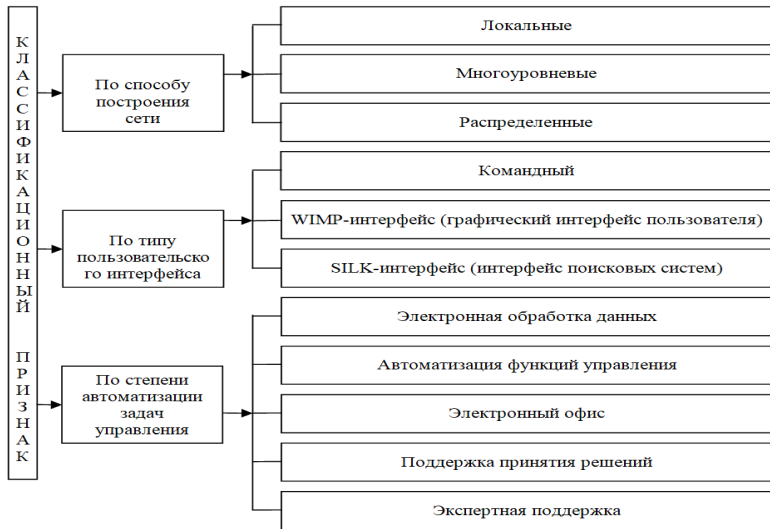 КЛАССИФИКАЦИОННЫЙ ПРИЗНАК
По способу
построения
сети
Локальные
Многоуровневые
Распределенные
По типу
пользовательско
го интерфейса
Командный
WIMP-интерфейс (графический интерфейс пользователя)
SILK-интерфейс (интерфейс поисковых систем)
По степени
автоматизации
задач
управления
Электронная обработка данных
Автоматизация функций управления
Электронный офис
Поддержка принятия решений
Экспертная поддержка